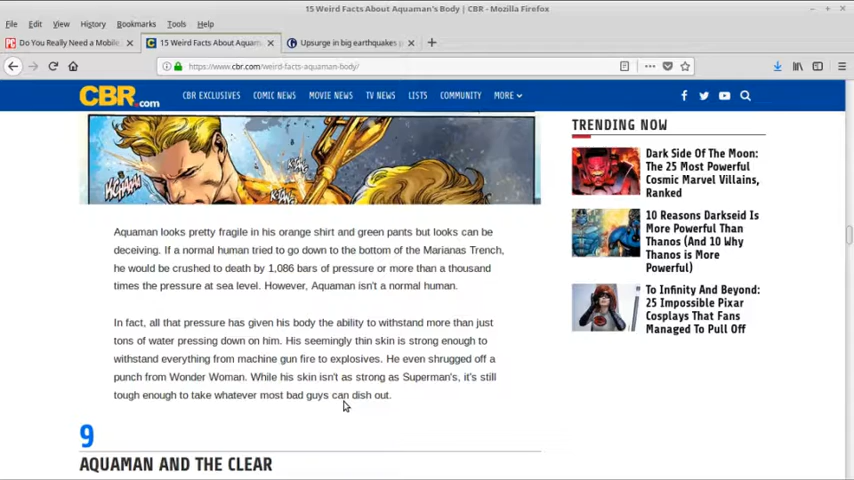 15 Weird Facts About Aquaman's Body | CBR - Mozilla Firefox
File Edit View History Bookmarks Tools Help
Do You Really Need a Mobile
15 Weird Facts About Aquam
Upsurge in big earthquakes
https://www.cbr.com/weird-facts-aquaman-body/
CBR.com
CBR EXCLUSIVES COMIC NEWS MOVIE NEWS TV NEWS LISTS COMMUNITY MORE
Aquaman looks pretty fragile in his orange shirt and green pants but looks can be
deceiving. If a normal human tried to go down to the bottom of the Marianas Trench,
he would be crushed to death by 1,086 bars of pressure or more than a thousand
times the pressure at sea level. However, Aquaman isn't a normal human.
In fact, all that pressure has given his body the ability to withstand more than just
tons of water pressing down on him. His seemingly thin skin is strong enough to
withstand everything from machine gun fire to explosives. He even shrugged off a
punch from Wonder Woman. While his skin isn't as strong as Superman's, it's still
tough enough to take whatever most bad guys can dish out.
9
AQUAMAN AND THE CLEAR
TRENDING NOW
Dark Side Of The Moon:
The 25 Most Powerful
Cosmic Marvel Villains,
Ranked
10 Reasons Darkseid Is
More Powerful Than
Thanos (And 10 Why
Thanos is More
Powerful)
To Infinity And Beyond:
25 Impossible Pixar
Cosplays That Fans
Managed To Pull Off